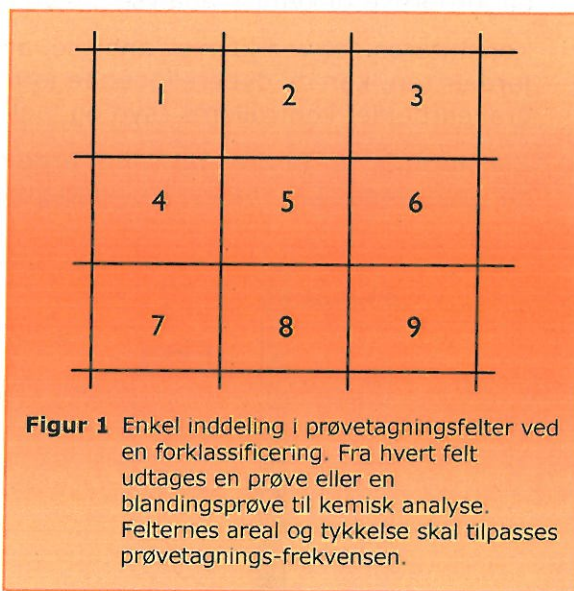 1 2 3
4 5 6
7 8 9
Figur 1 Enkel inddeling i prøvetagningsfelter ved
en forklassificering. Fra hvert felt
udtages en prøve eller en
blandingsprøve til kemisk analyse.
Felternes areal og tykkelse skal tilpasses
prøvetagnings-frekvensen.